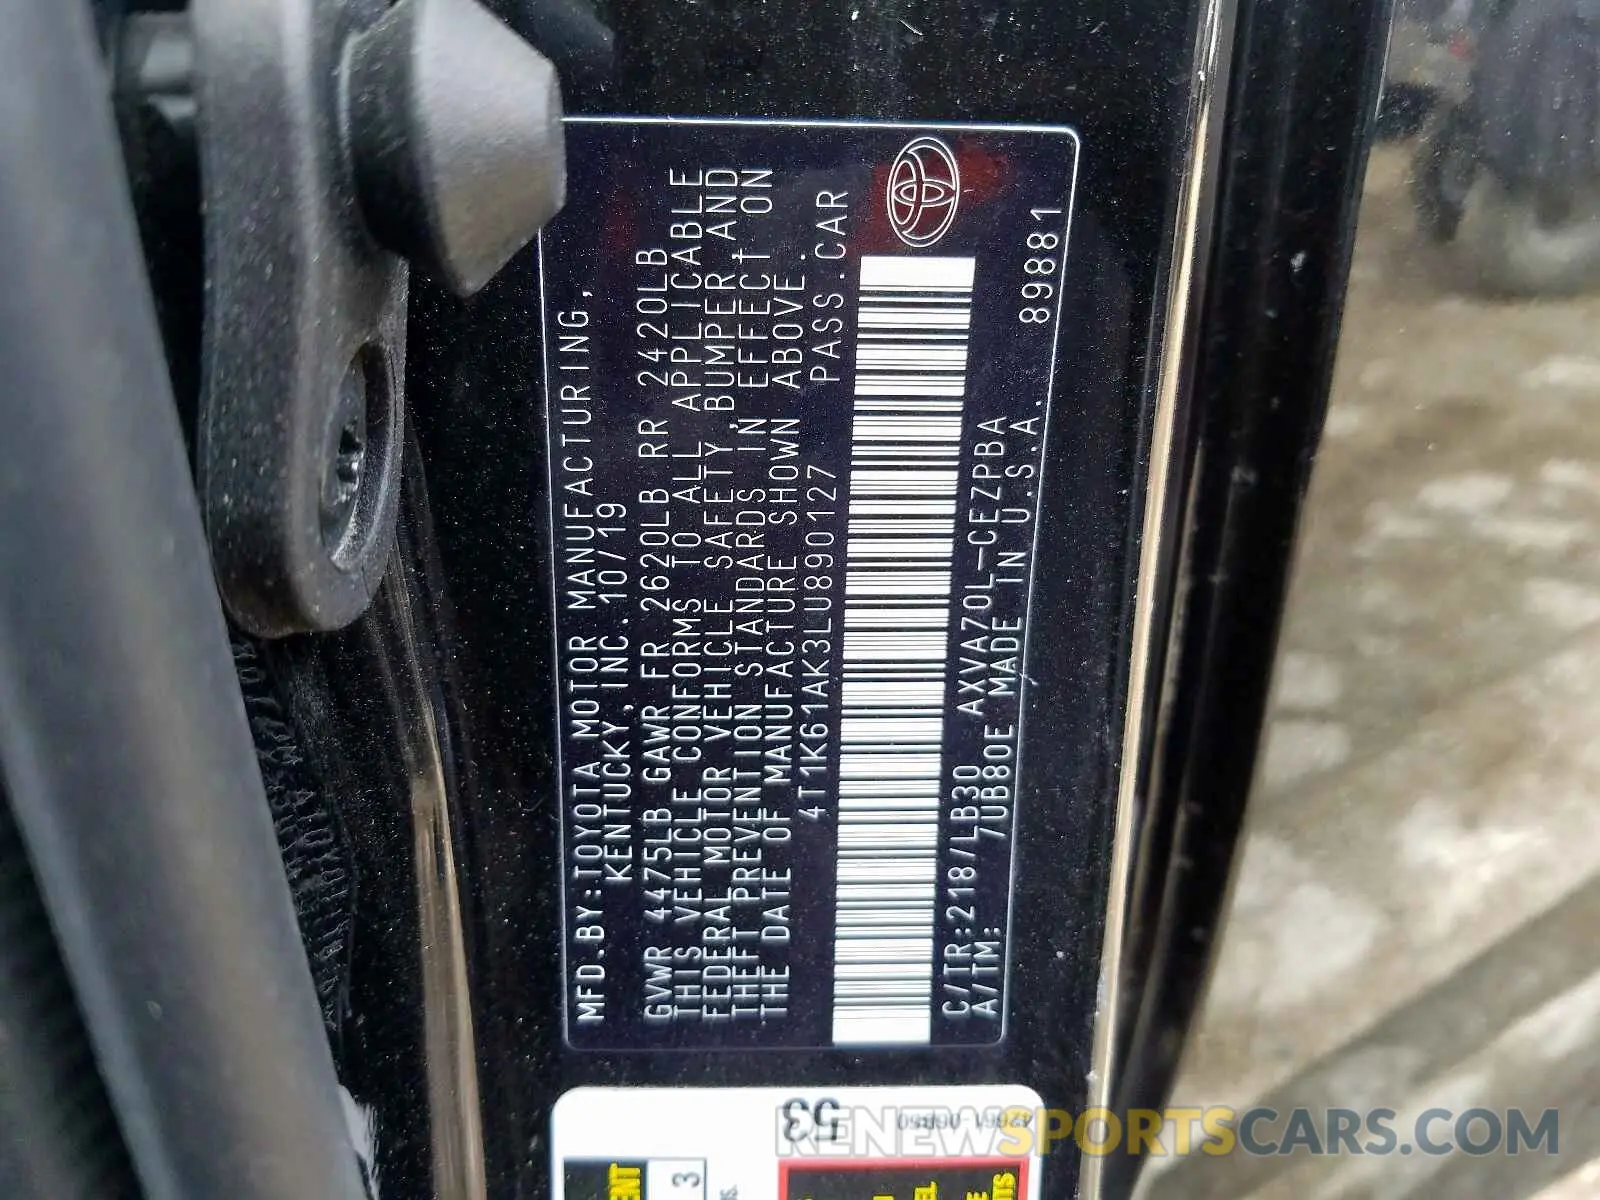 MFD.BY:TOYOTA MOTOR MANUFACTURING,
KENTUCKY,INC. 10/19
GVWR 4475LB GAWR FR 2620LB RR 2420LB
THIS VEHICLE CONFORMS TO ALL APPLICABLE
FEDERAL MOTOR VEHICLE SAFETY,BUMPER,AND
THEFT PREVENTION STANDARDS IN EFFECT ON
THE DATE OF MANUFACTURE SHOWN ABOVE.
4T1K61AK3LU890127 PASS.CAR
C/TR:218/LB30 AXVA70L-CEZPBA 89881
A/TM: 7UB80E MADE IN U.S.A.
53
42661-06B50
3
RENEWSPORTSCARS.COM